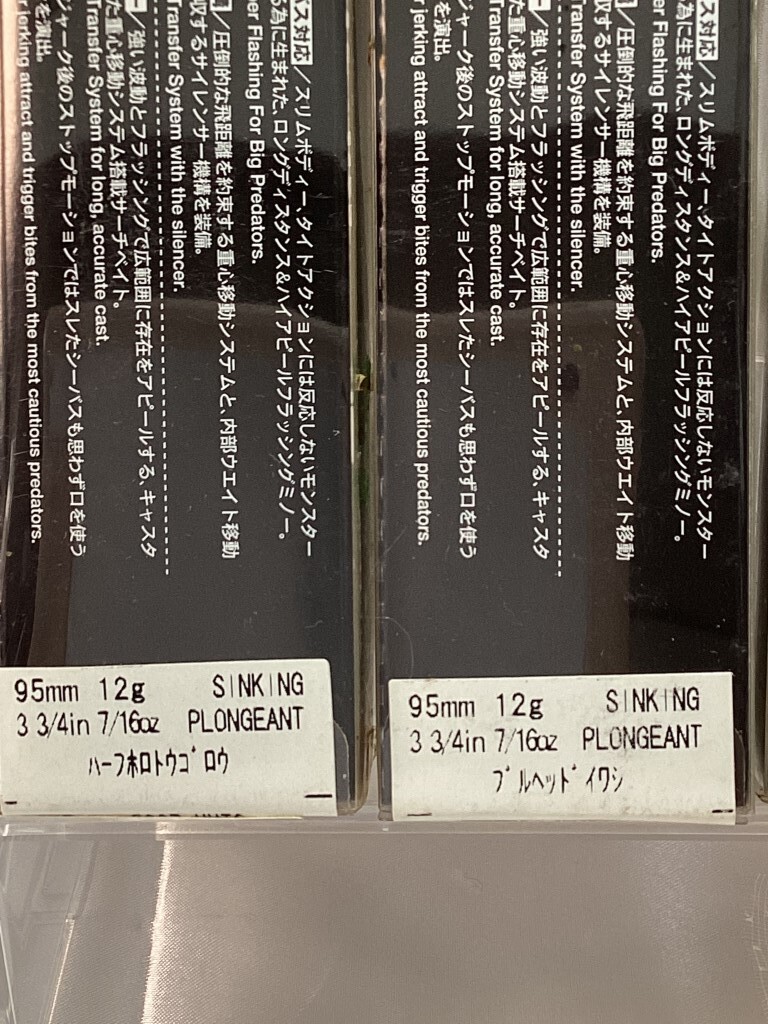 ス対応/スリムボディー、タイトアクションには反応しないモンスター
る為に生まれた、ロングディスタンス&ハイアピールフラッシングミノー。
er Flashing For Big Predators.
圧倒的な飛距離を約束する重心移動システムと、内部ウエイト移動
収するサイレンサー機構を装備。
Transfer System with the silencer.
ー/強い波動とフラッシングで広範囲に存在をアピールする、キャスタ
た重心移動システム搭載サーチベイト。
Transfer System for long, accurate cast.
ジャーク後のストップモーションではスレたシーバスも思わず口を使う
を演出。
r jerking attract and trigger bites from the most cautious predators.
95mm 12g SINKING
3 3/4in 7/16oz PLONGEANT
ハーフホロトウゴロウ
ス対応/スリムボディー、タイトアクションには反応しないモンスター
る為に生まれた、ロングディスタンス&ハイアピールフラッシングミノー。
er Flashing For Big Predators.
圧倒的な飛距離を約束する重心移動システムと、内部ウエイト移動
収するサイレンサー機構を装備。
Transfer System with the silencer.
ー/強い波動とフラッシングで広範囲に存在をアピールする、キャスタ
た重心移動システム搭載サーチベイト。
Transfer System for long, accurate cast.
ジャーク後のストップモーションではスレたシーバスも思わず口を使う
を演出。
r jerking attract and trigger bites from the most cautious predators.
95mm 12g SINKING
3 3/4in 7/16oz PLONGEANT
ブルヘッドイワシ